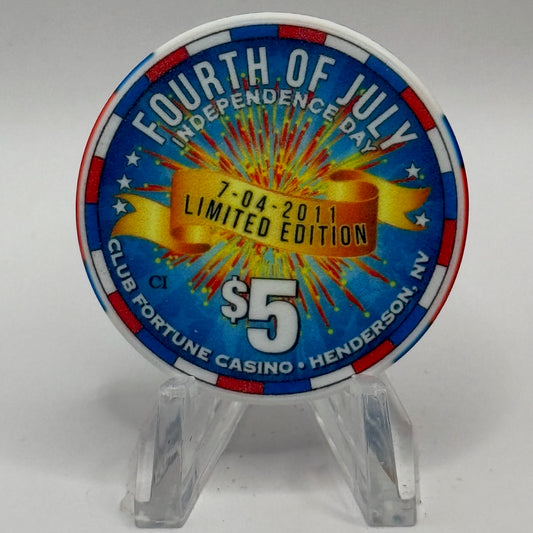 FOURTH OF JULY
INDEPENDENCE DAY
7-04-2011
LIMITED EDITION
CI
$5
CLUB FORTUNE CASINO • HENDERSON, NV